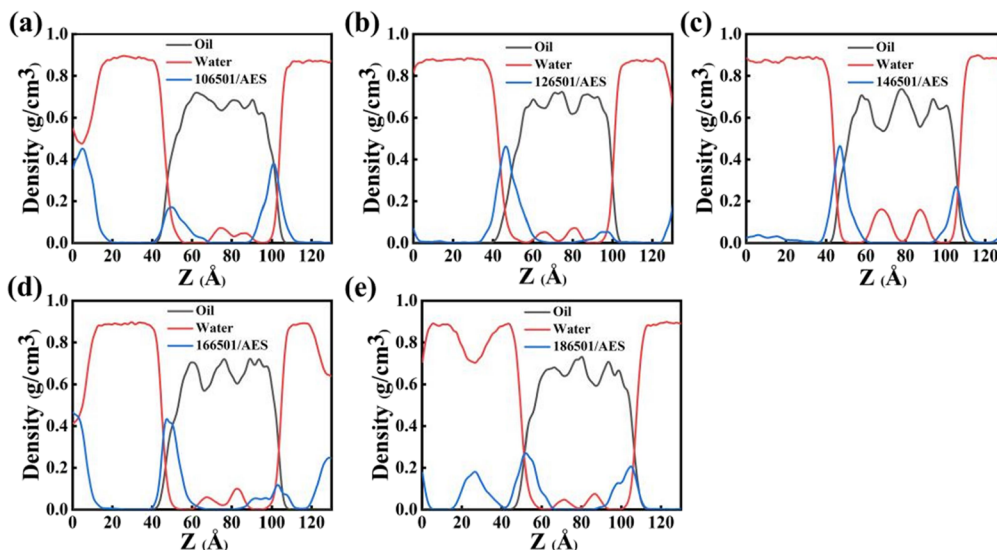 (a)
Density (g/cm3)
1.0
0.8
0.6
0.4
0.2
0.0
Oil
Water
106501/AES
0 20 40 60 80 100 120
Z (Å)
(b)
Density (g/cm3)
1.0
0.8
0.6
0.4
0.2
0.0
Oil
Water
126501/AES
0 20 40 60 80 100 120
Z (Å)
(c)
Density (g/cm3)
1.0
0.8
0.6
0.4
0.2
0.0
Oil
Water
146501/AES
0 20 40 60 80 100 120
Z (Å)
(d)
Density (g/cm3)
1.0
0.8
0.6
0.4
0.2
0.0
Oil
Water
166501/AES
0 20 40 60 80 100 120
Z (Å)
(e)
Density (g/cm3)
1.0
0.8
0.6
0.4
0.2
0.0
Oil
Water
186501/AES
0 20 40 60 80 100 120
Z (Å)